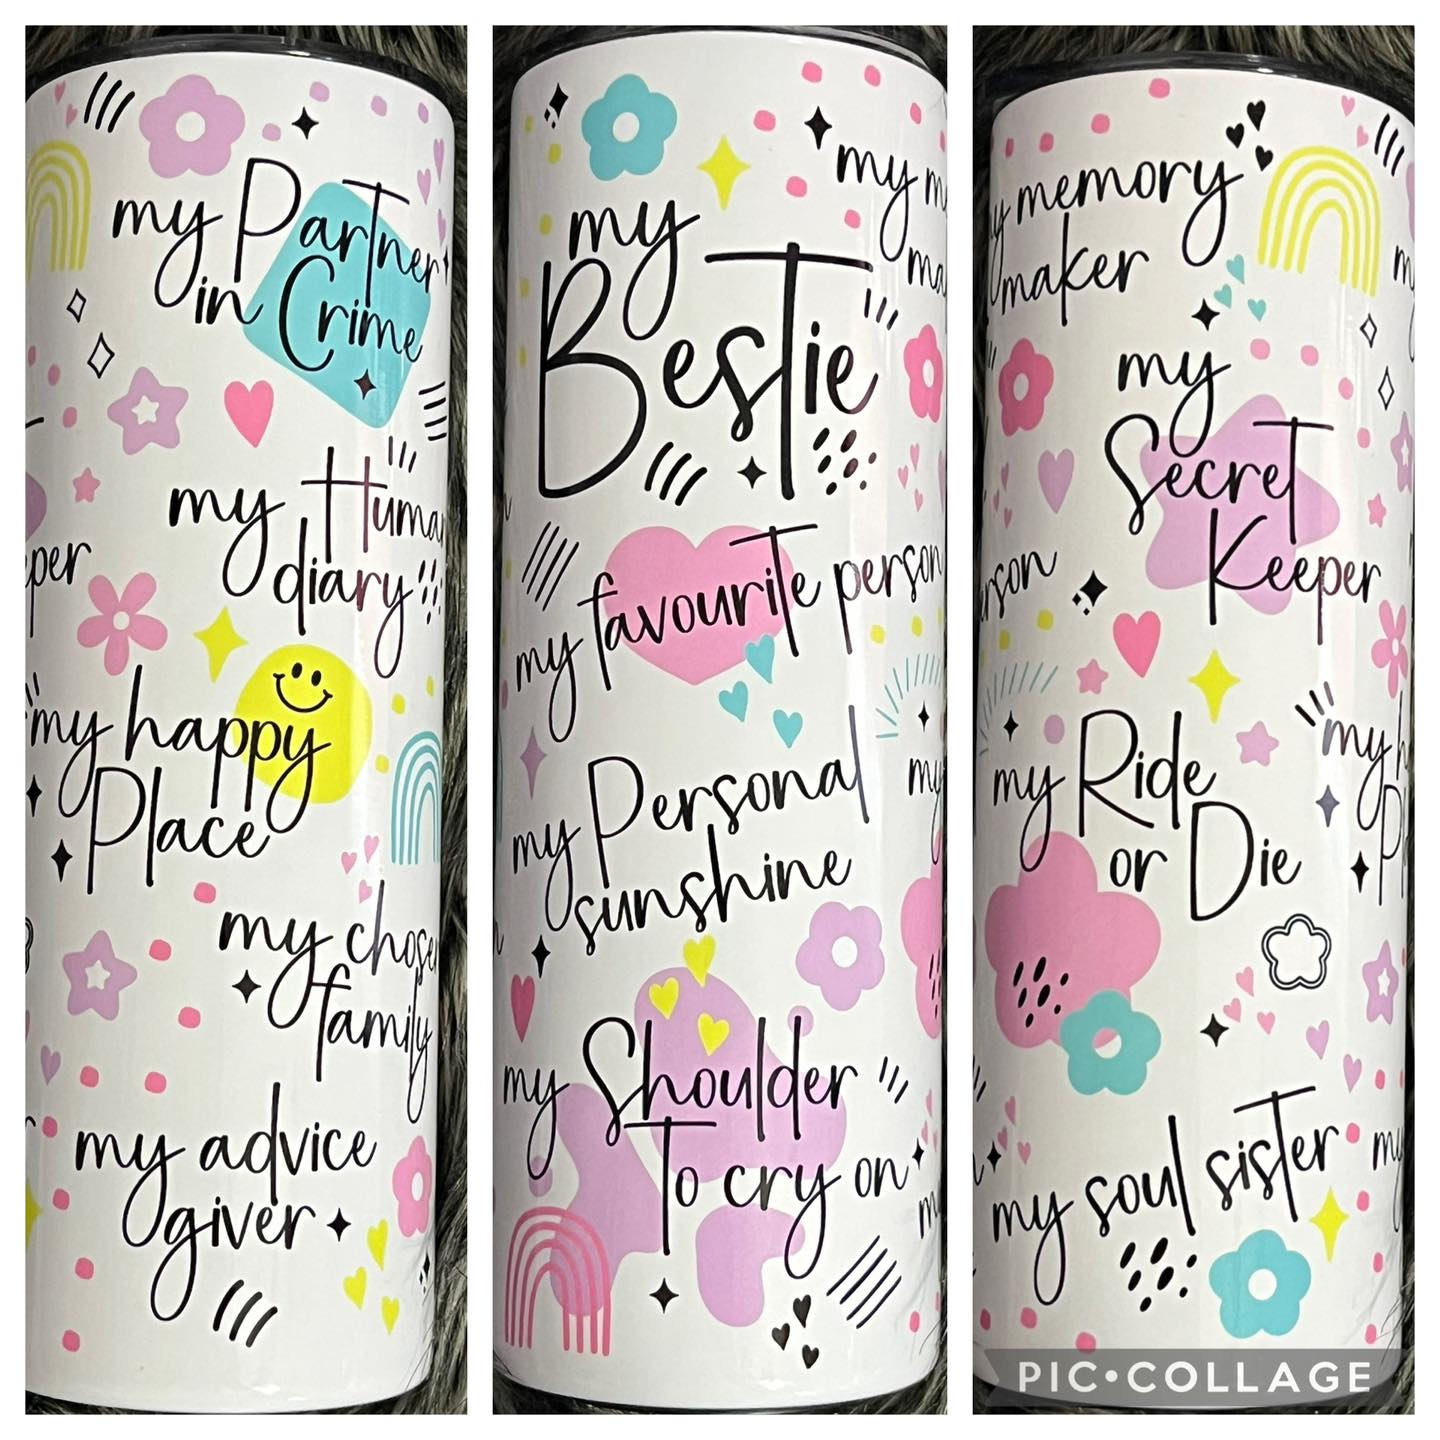 my Partner
in Crime
my
diary
my happy
Place
my
family
my advice
giver
my
my
Bestie
my favourite person
my Personal
sunshine
my Shoulder
To cry on
memory
maker
my
Secret
Keeper
my Ride
or Die
my soul sister
PIC•COLLAGE